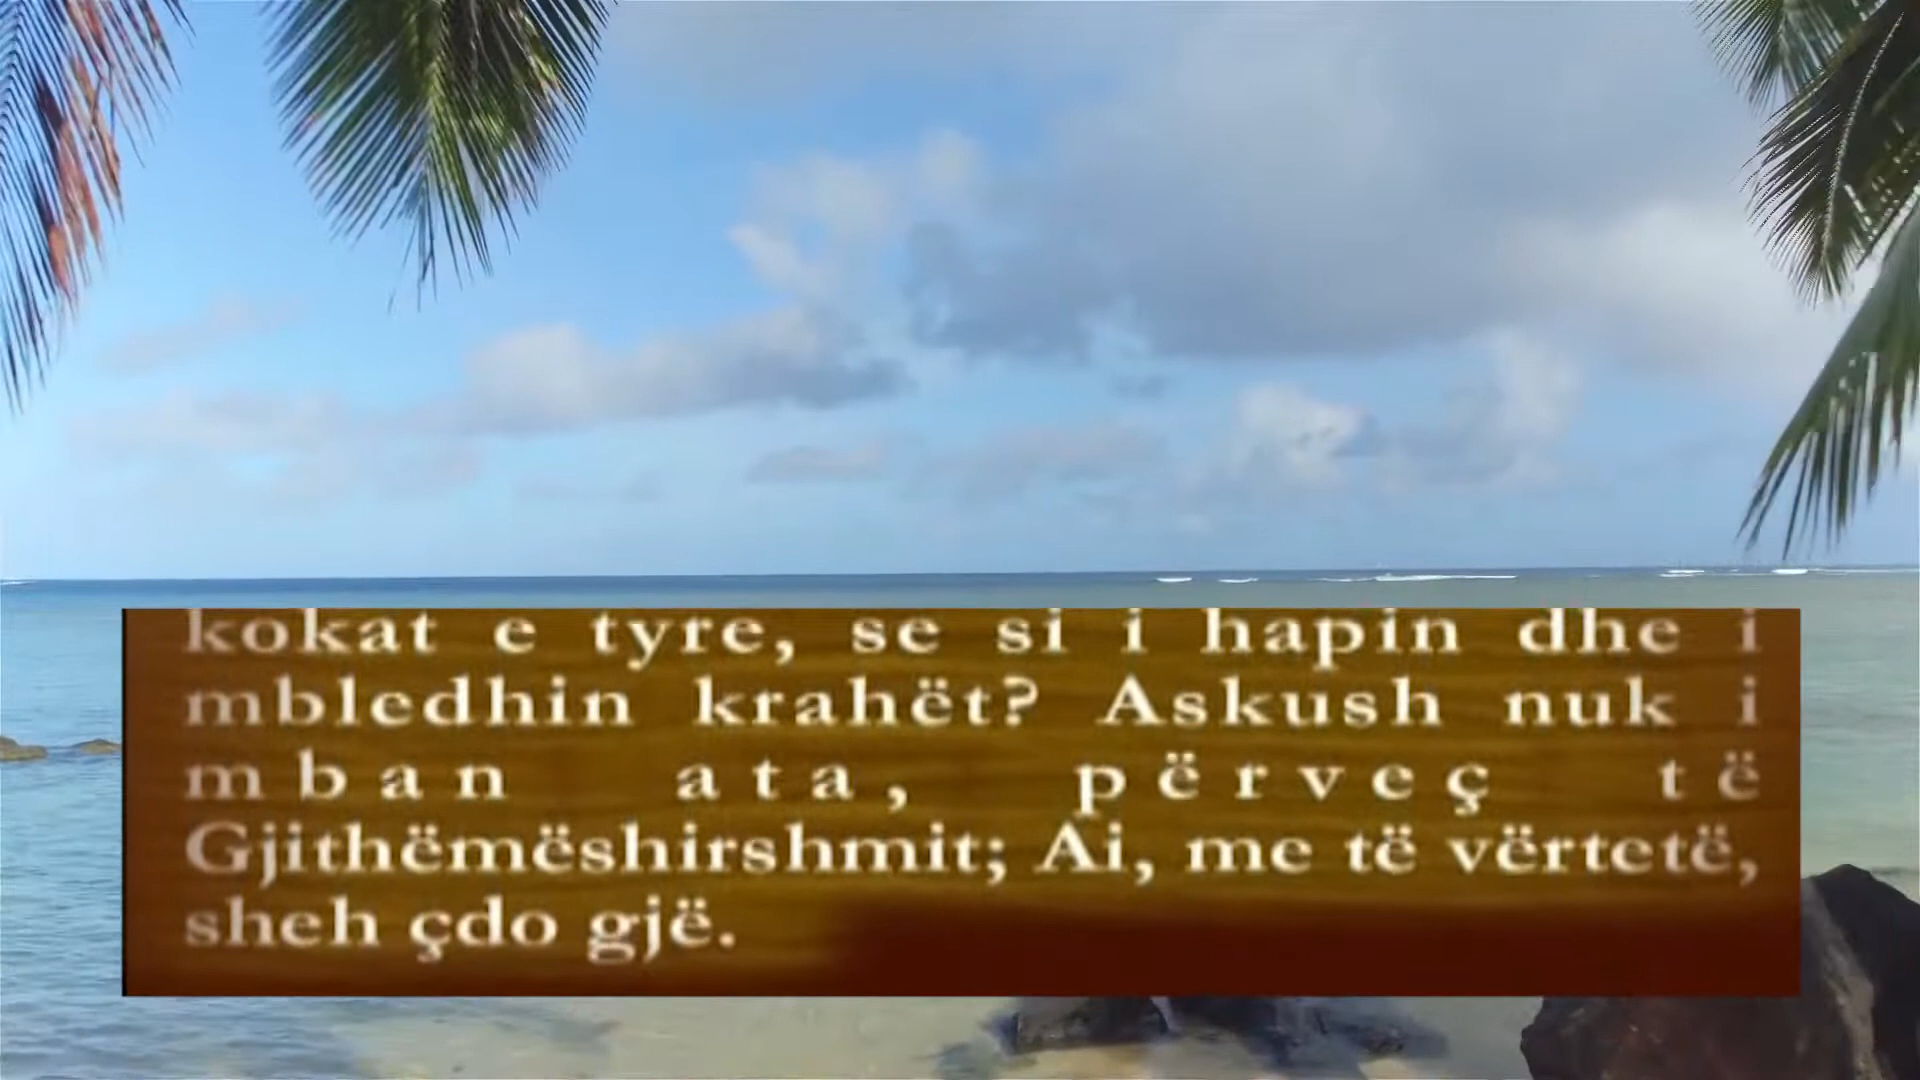 kokat e tyre, se si i hapin dhe i
mbledhin krahët? Askush nuk i
mban ata, përveç të
Gjithëmëshirshmit; Ai, me të vërtetë,
sheh çdo gjë.